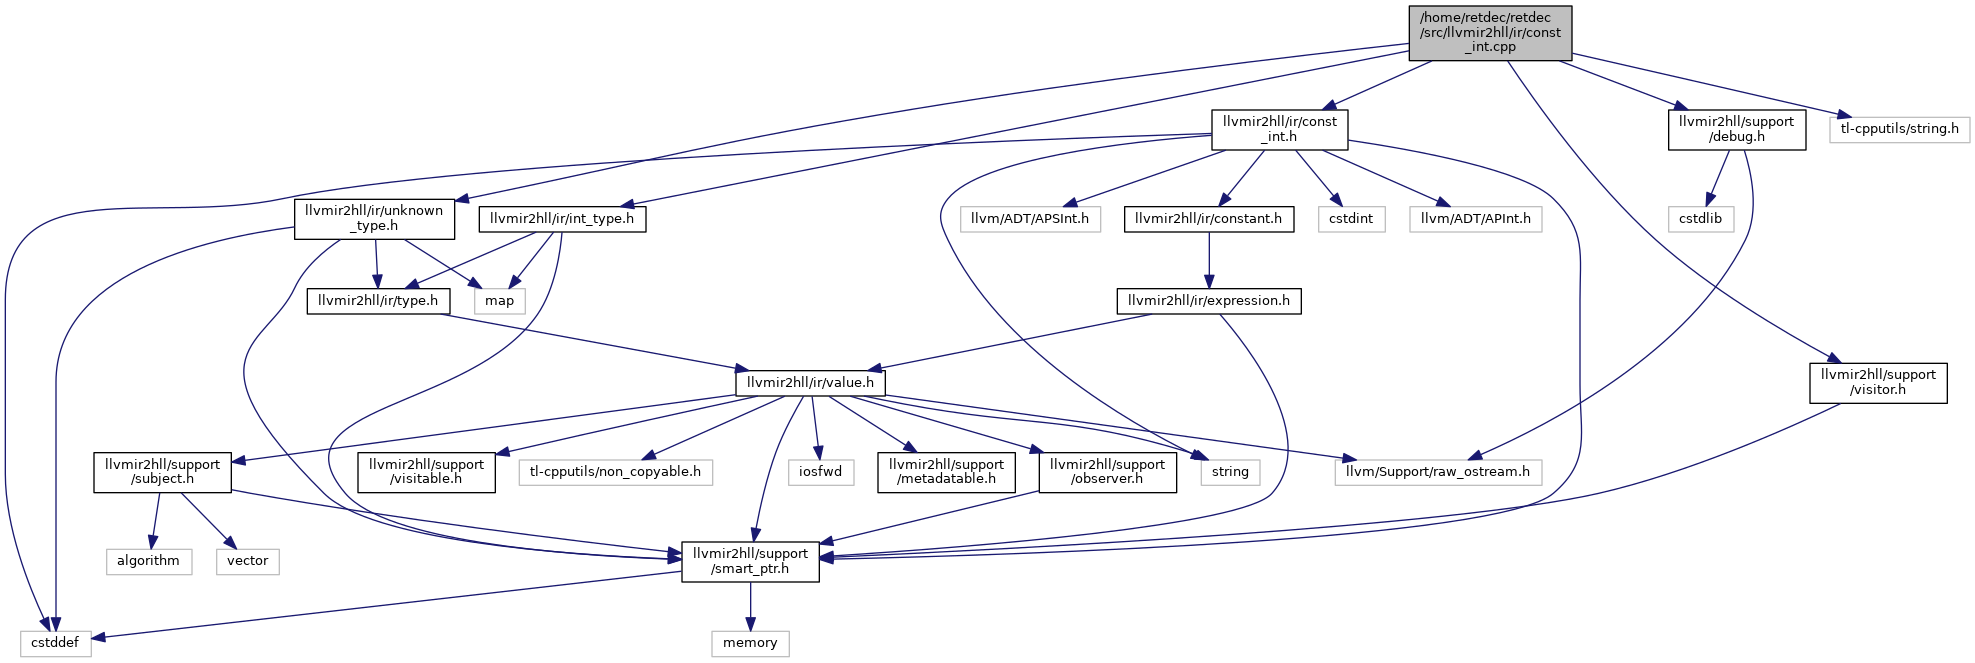 /home/retdec/retdec
/src/llvmir2hll/ir/const
_int.cpp
llvmir2hll/ir/const
_int.h
llvmir2hll/support
/debug.h
tl-cpputils/string.h
llvmir2hll/ir/unknown
_type.h
llvmir2hll/ir/int_type.h
llvm/ADT/APSInt.h
llvmir2hll/ir/constant.h
cstdint
llvm/ADT/APInt.h
cstdlib
llvmir2hll/ir/type.h
map
llvmir2hll/ir/expression.h
llvmir2hll/ir/value.h
llvmir2hll/support
/visitor.h
llvmir2hll/support
/subject.h
llvmir2hll/support
/visitable.h
tl-cpputils/non_copyable.h
iosfwd
llvmir2hll/support
/metadatable.h
llvmir2hll/support
/observer.h
string
llvm/Support/raw_ostream.h
algorithm
vector
llvmir2hll/support
/smart_ptr.h
cstddef
memory